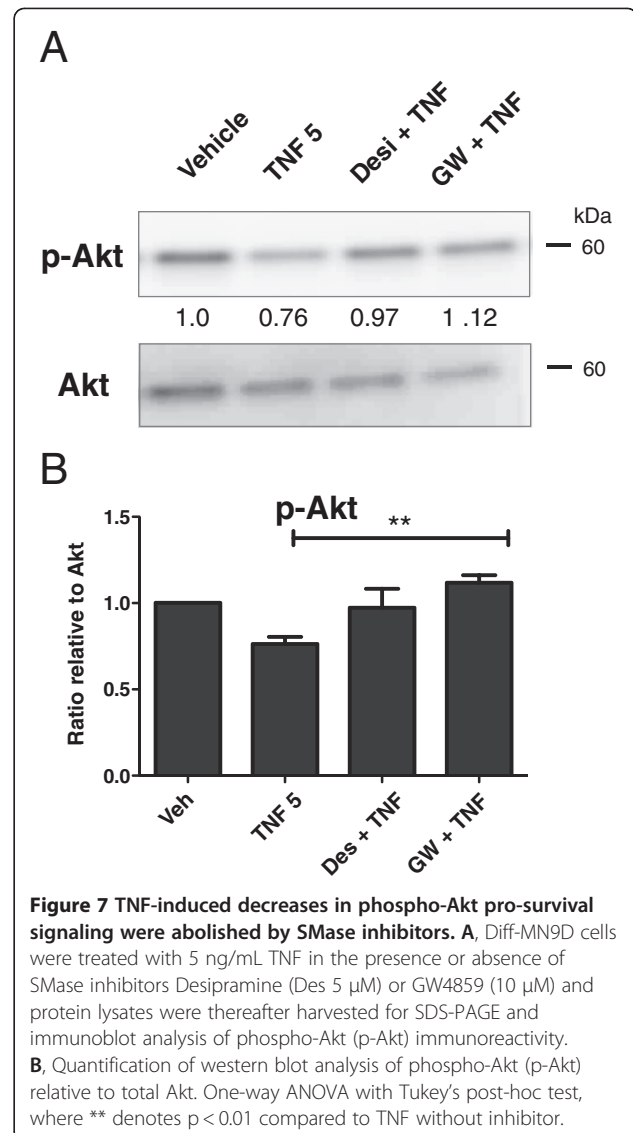 A
Vehicle
TNF 5
Desi + TNF
GW + TNF
kDa
p-Akt
60
1.0 0.76 0.97 1 .12
Akt
60
B
p-Akt
**
Ratio relative to Akt
1.5
1.0
0.5
0.0
Veh
TNF 5
Des + TNF
GW + TNF
Figure 7 TNF-induced decreases in phospho-Akt pro-survival
signaling were abolished by SMase inhibitors. A, Diff-MN9D cells
were treated with 5 ng/mL TNF in the presence or absence of
SMase inhibitors Desipramine (Des 5 μM) or GW4859 (10 μM) and
protein lysates were thereafter harvested for SDS-PAGE and
immunoblot analysis of phospho-Akt (p-Akt) immunoreactivity.
B, Quantification of western blot analysis of phospho-Akt (p-Akt)
relative to total Akt. One-way ANOVA with Tukey's post-hoc test,
where ** denotes p < 0.01 compared to TNF without inhibitor.